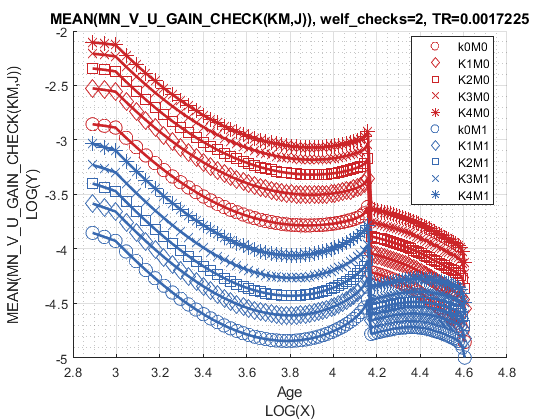 MEAN(MN_V_U_GAIN_CHECK(KM,J)), welf_checks=2, TR=0.0017225
MEAN(MN_V_U_GAIN_CHECK(KM,J))
LOG(Y)
-2
-2.5
-3
-3.5
-4
-4.5
-5
k0M0
K1M0
K2M0
K3M0
K4M0
k0M1
K1M1
K2M1
K3M1
K4M1
2.8 3 3.2 3.4 3.6 3.8 4 4.2 4.4 4.6 4.8
Age
LOG(X)